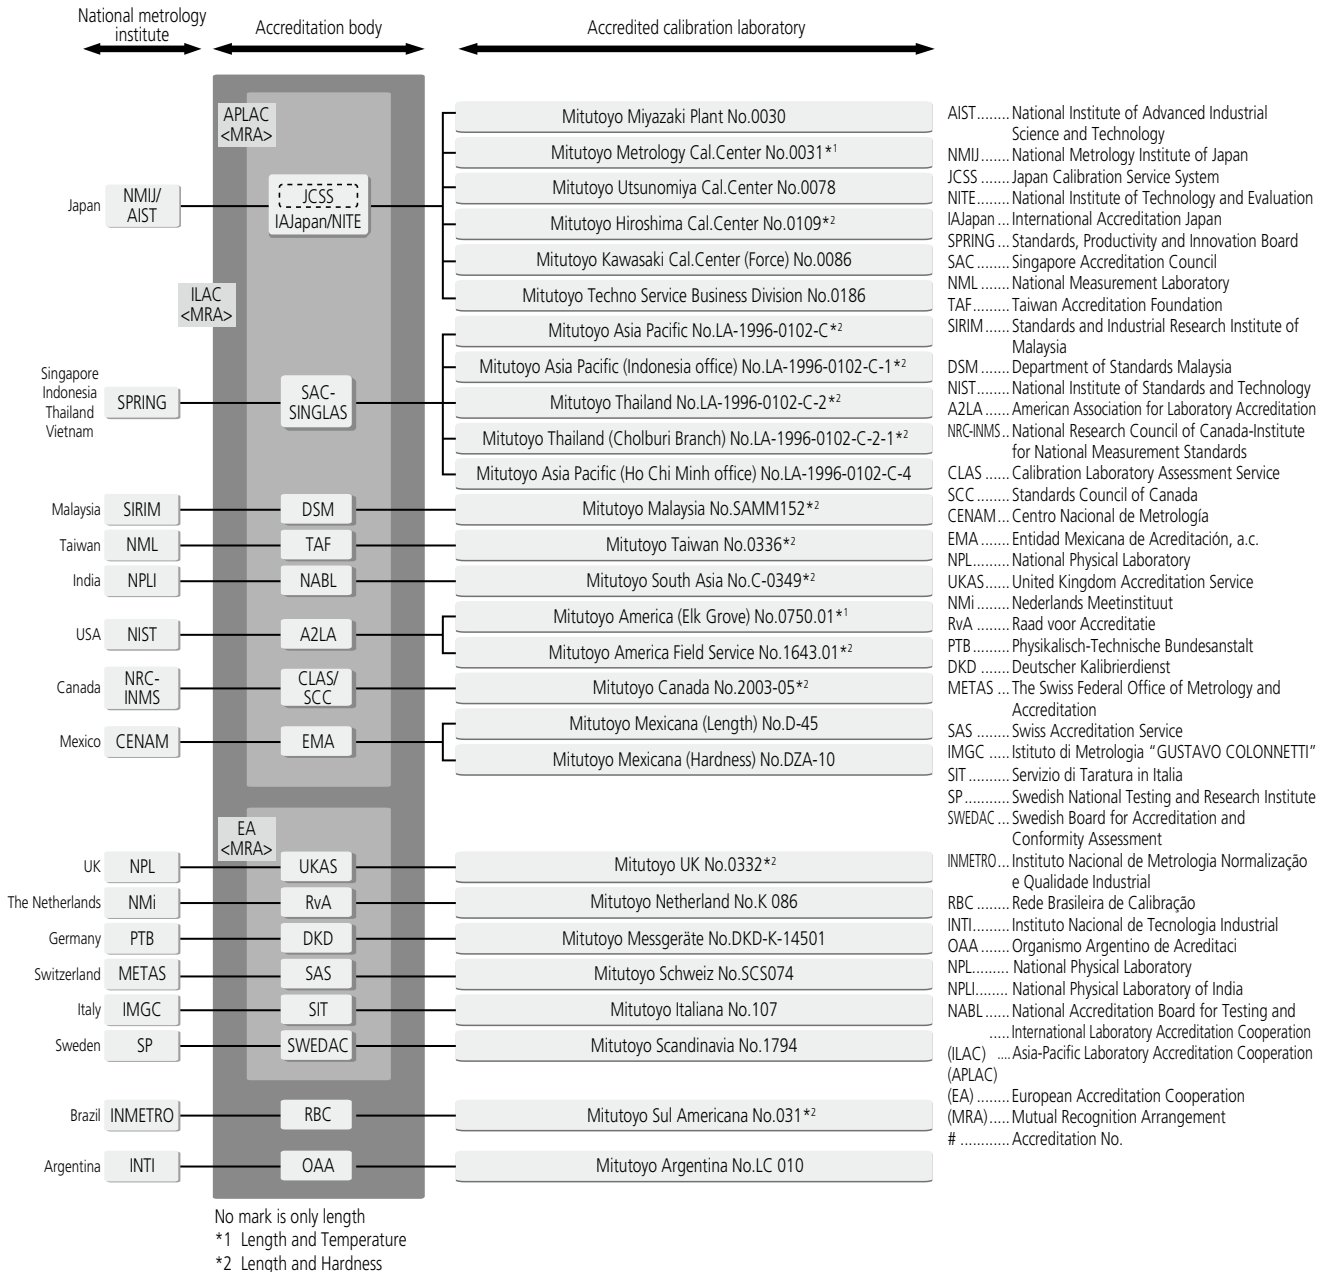 National metrology
institute
Accreditation body
Accredited calibration laboratory
APLAC
<MRA>
ILAC
<MRA>
Japan
NMIJ/
AIST
JCSS
IAJapan/NITE
Mitutoyo Miyazaki Plant No.0030
Mitutoyo Metrology Cal.Center No.0031*1
Mitutoyo Utsunomiya Cal.Center No.0078
Mitutoyo Hiroshima Cal.Center No.0109*2
Mitutoyo Kawasaki Cal.Center (Force) No.0086
Mitutoyo Techno Service Business Division No.0186
Singapore
Indonesia
Thailand
Vietnam
SPRING
SAC-
SINGLAS
Mitutoyo Asia Pacific No.LA-1996-0102-C*2
Mitutoyo Asia Pacific (Indonesia office) No.LA-1996-0102-C-1*2
Mitutoyo Thailand No.LA-1996-0102-C-2*2
Mitutoyo Thailand (Cholburi Branch) No.LA-1996-0102-C-2-1*2
Mitutoyo Asia Pacific (Ho Chi Minh office) No.LA-1996-0102-C-4
Malaysia SIRIM DSM Mitutoyo Malaysia No.SAMM152*2
Taiwan NML TAF Mitutoyo Taiwan No.0336*2
India NPLI NABL Mitutoyo South Asia No.C-0349*2
USA NIST A2LA
Mitutoyo America (Elk Grove) No.0750.01*1
Mitutoyo America Field Service No.1643.01*2
Canada
NRC-
INMS
CLAS/
SCC
Mitutoyo Canada No.2003-05*2
Mexico CENAM EMA
Mitutoyo Mexicana (Length) No.D-45
Mitutoyo Mexicana (Hardness) No.DZA-10
EA
<MRA>
UK NPL UKAS Mitutoyo UK No.0332*2
The Netherlands NMi RvA Mitutoyo Netherland No.K 086
Germany PTB DKD Mitutoyo Messgeräte No.DKD-K-14501
Switzerland METAS SAS Mitutoyo Schweiz No.SCS074
Italy IMGC SIT Mitutoyo Italiana No.107
Sweden SP SWEDAC Mitutoyo Scandinavia No.1794
Brazil INMETRO RBC Mitutoyo Sul Americana No.031*2
Argentina INTI OAA Mitutoyo Argentina No.LC 010
No mark is only length
*1 Length and Temperature
*2 Length and Hardness
AIST........National Institute of Advanced Industrial
Science and Technology
NMIJ.......National Metrology Institute of Japan
JCSS .......Japan Calibration Service System
NITE........National Institute of Technology and Evaluation
IAJapan ... International Accreditation Japan
SPRING ... Standards, Productivity and Innovation Board
SAC ........Singapore Accreditation Council
NML .......National Measurement Laboratory
TAF.........Taiwan Accreditation Foundation
SIRIM......Standards and Industrial Research Institute of
Malaysia
DSM .......Department of Standards Malaysia
NIST........National Institute of Standards and Technology
A2LA ......American Association for Laboratory Accreditation
NRC-INMS.. National Research Council of Canada-Institute
for National Measurement Standards
CLAS ......Calibration Laboratory Assessment Service
SCC ........Standards Council of Canada
CENAM... Centro Nacional de Metrología
EMA .......Entidad Mexicana de Acreditación, a.c.
NPL.........National Physical Laboratory
UKAS......United Kingdom Accreditation Service
NMi ........Nederlands Meetinstituut
RvA ........Raad voor Accreditatie
PTB.........Physikalisch-Technische Bundesanstalt
DKD .......Deutscher Kalibrierdienst
METAS ... The Swiss Federal Office of Metrology and
Accreditation
SAS ........Swiss Accreditation Service
IMGC .....Istituto di Metrologia “GUSTAVO COLONNETTI”
SIT ..........Servizio di Taratura in Italia
SP...........Swedish National Testing and Research Institute
SWEDAC ... Swedish Board for Accreditation and
Conformity Assessment
INMETRO... Instituto Nacional de Metrologia Normalização
e Qualidade Industrial
RBC ........Rede Brasileira de Calibração
INTI.........Instituto Nacional de Tecnologia Industrial
OAA .......Organismo Argentino de Acreditaci
NPL......... National Physical Laboratory
NPLI........ National Physical Laboratory of India
NABL ......National Accreditation Board for Testing and
.....International Laboratory Accreditation Cooperation
(ILAC) ....Asia-Pacific Laboratory Accreditation Cooperation
(APLAC)
(EA) ........European Accreditation Cooperation
(MRA).....Mutual Recognition Arrangement
# ............Accreditation No.